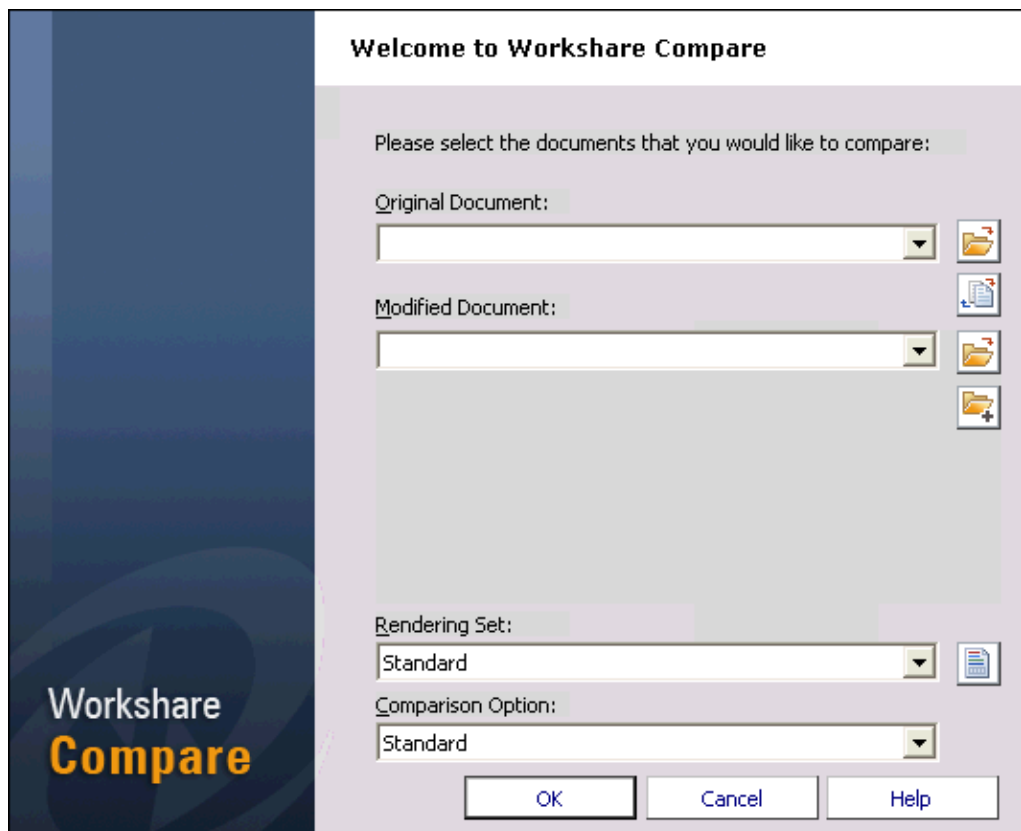 Welcome to Workshare Compare
Please select the documents that you would like to compare:
Original Document:
Modified Document:
Rendering Set:
Standard
Comparison Option:
Standard
Workshare
Compare
OK
Cancel
Help